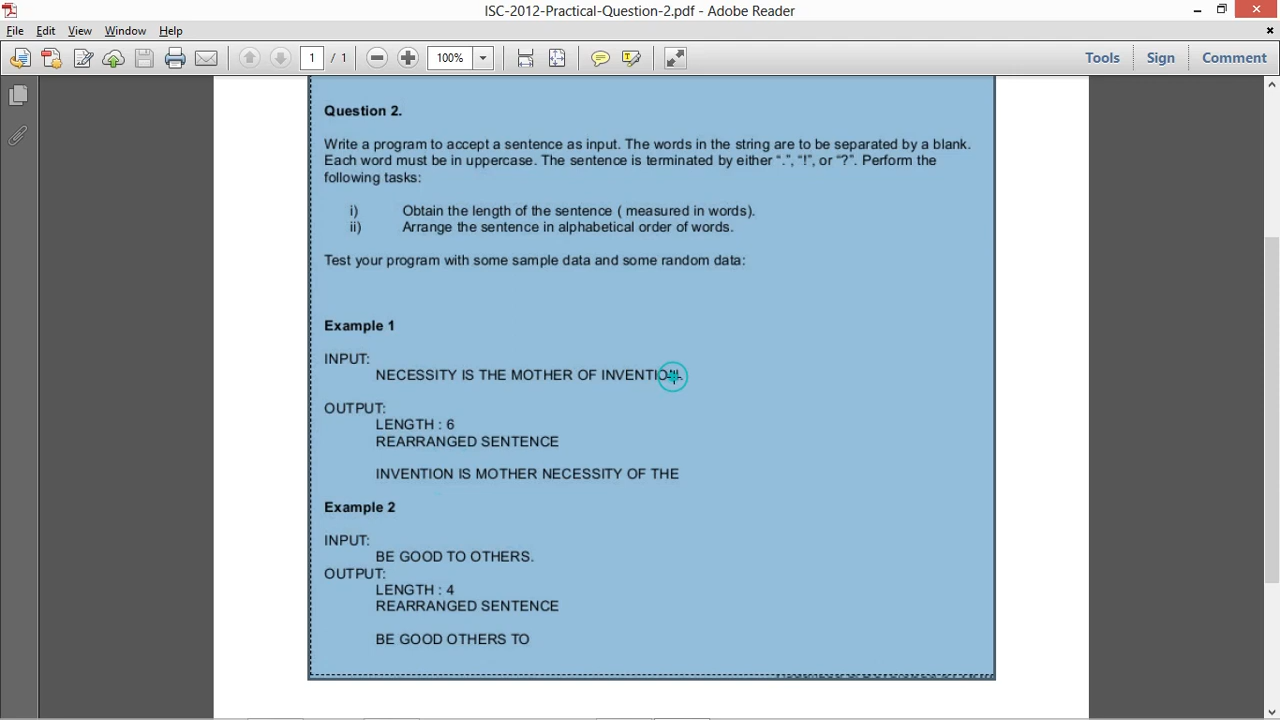 ISC-2012-Practical-Question-2.pdf - Adobe Reader
File Edit View Window Help
1 / 1 100% Tools Sign Comment
Question 2.
Write a program to accept a sentence as input. The words in the string are to be separated by a blank.
Each word must be in uppercase. The sentence is terminated by either “.”, “!”, or “?”. Perform the
following tasks:
i) Obtain the length of the sentence ( measured in words).
ii) Arrange the sentence in alphabetical order of words.
Test your program with some sample data and some random data:
Example 1
INPUT:
NECESSITY IS THE MOTHER OF INVENTION.
OUTPUT:
LENGTH : 6
REARRANGED SENTENCE
INVENTION IS MOTHER NECESSITY OF THE
Example 2
INPUT:
BE GOOD TO OTHERS.
OUTPUT:
LENGTH : 4
REARRANGED SENTENCE
BE GOOD OTHERS TO